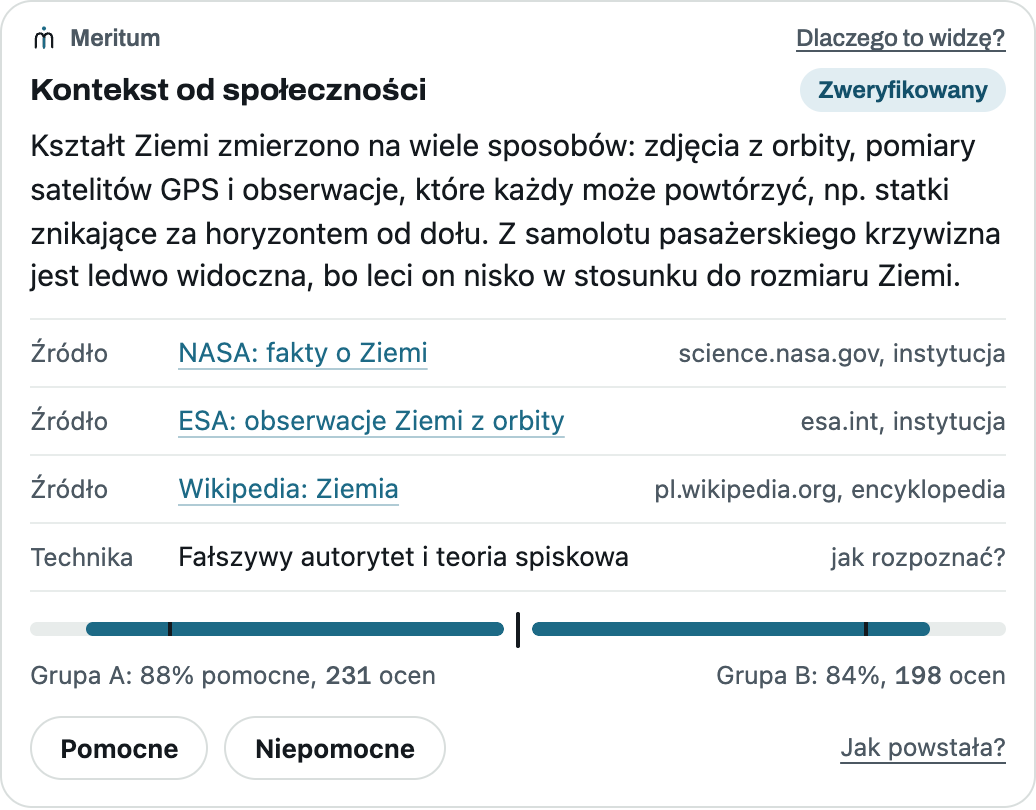 Meritum
Dlaczego to widzę?
Kontekst od społeczności
Zweryfikowany
Kształt Ziemi zmierzono na wiele sposobów: zdjęcia z orbity, pomiary
satelitów GPS i obserwacje, które każdy może powtórzyć, np. statki
znikające za horyzontem od dołu. Z samolotu pasażerskiego krzywizna
jest ledwo widoczna, bo leci on nisko w stosunku do rozmiaru Ziemi.
Źródło NASA: fakty o Ziemi science.nasa.gov, instytucja
Źródło ESA: obserwacje Ziemi z orbity esa.int, instytucja
Źródło Wikipedia: Ziemia pl.wikipedia.org, encyklopedia
Technika Fałszywy autorytet i teoria spiskowa jak rozpoznać?
Grupa A: 88% pomocne, 231 ocen Grupa B: 84%, 198 ocen
Pomocne Niepomocne Jak powstała?